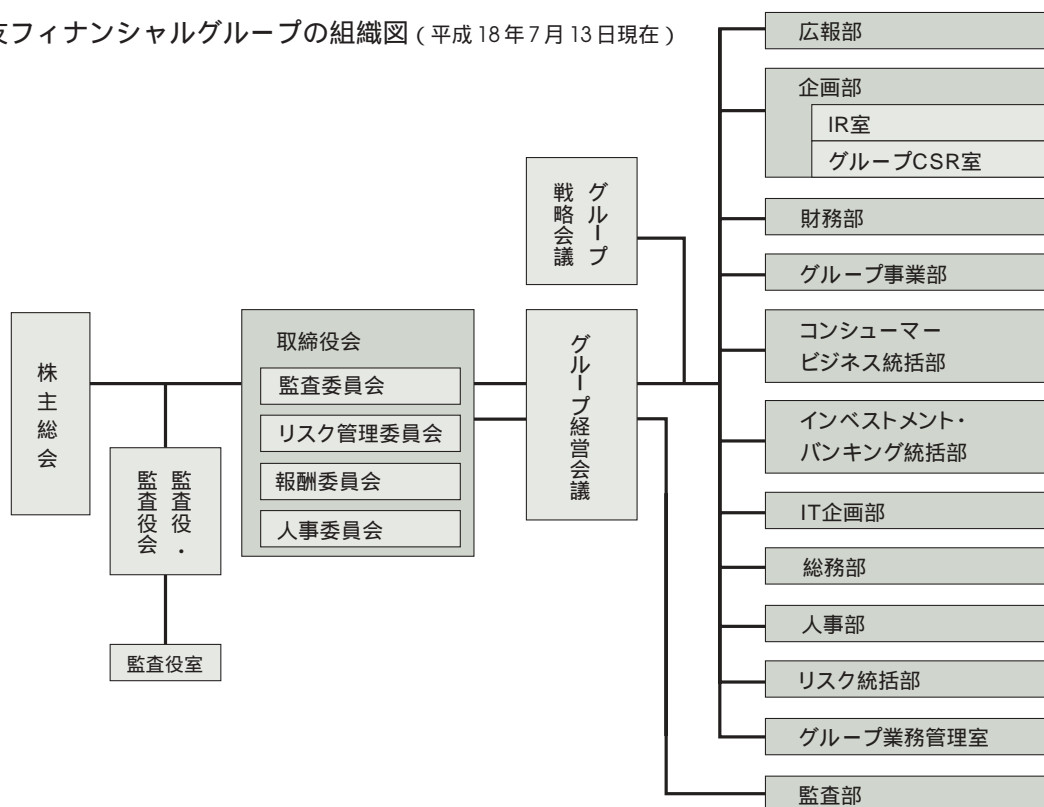 友フィナンシャルグループの組織図(平成18年7月13日現在)
株主総会
監査役・
監査役会
監査役室
取締役会
監査委員会
リスク管理委員会
報酬委員会
人事委員会
グループ
戦略会議
グループ経営会議
広報部
企画部
IR室
グループCSR室
財務部
グループ事業部
コンシューマー
ビジネス統括部
インベストメント・
バンキング統括部
IT企画部
総務部
人事部
リスク統括部
グループ業務管理室
監査部